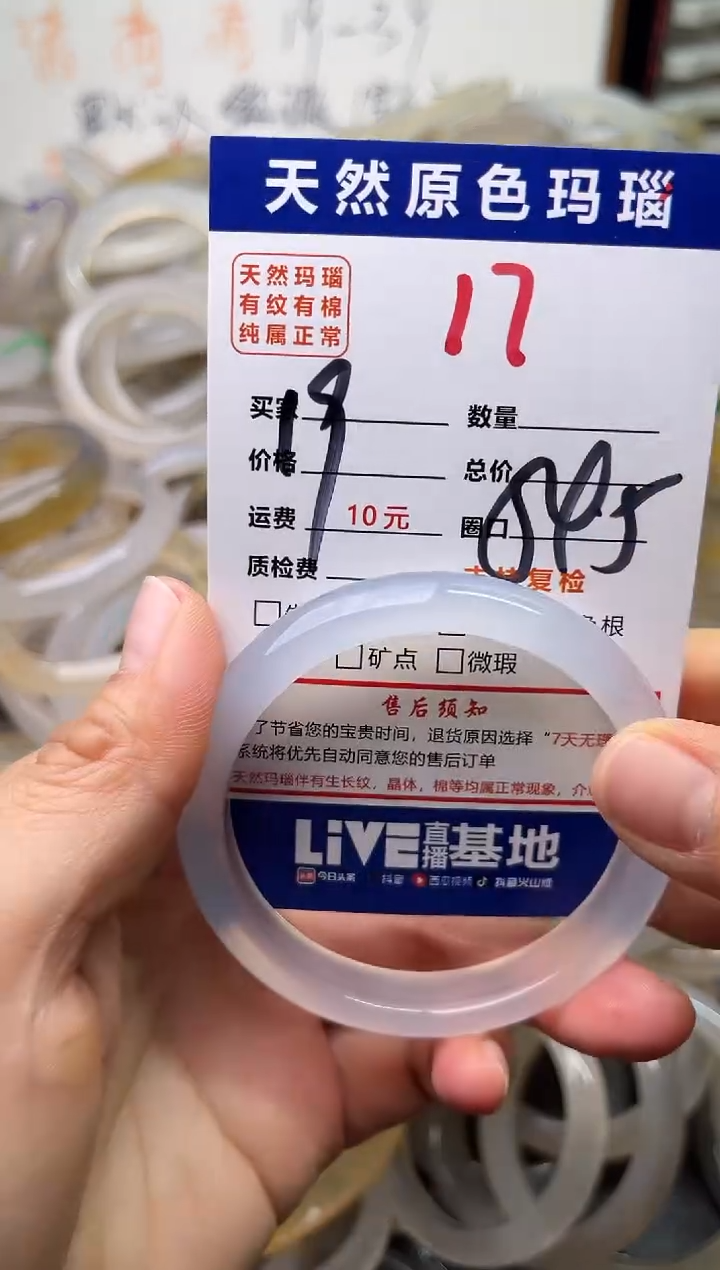 天然原色玛瑙
天然玛瑙
有纹有棉
纯属正常
17
19
买家 数量
价格 总价
运费 10元 圈口 545
质检费
复检
根
矿点 微瑕
售后须知
了节省您的宝贵时间，退货原因选择“7天无理
系统将优先自动同意您的售后订单
天然玛瑙伴有生长纹，晶体，棉等均属正常现象，介
LiVE直播基地
今日头条 抖音 西瓜视频 抖音火山版